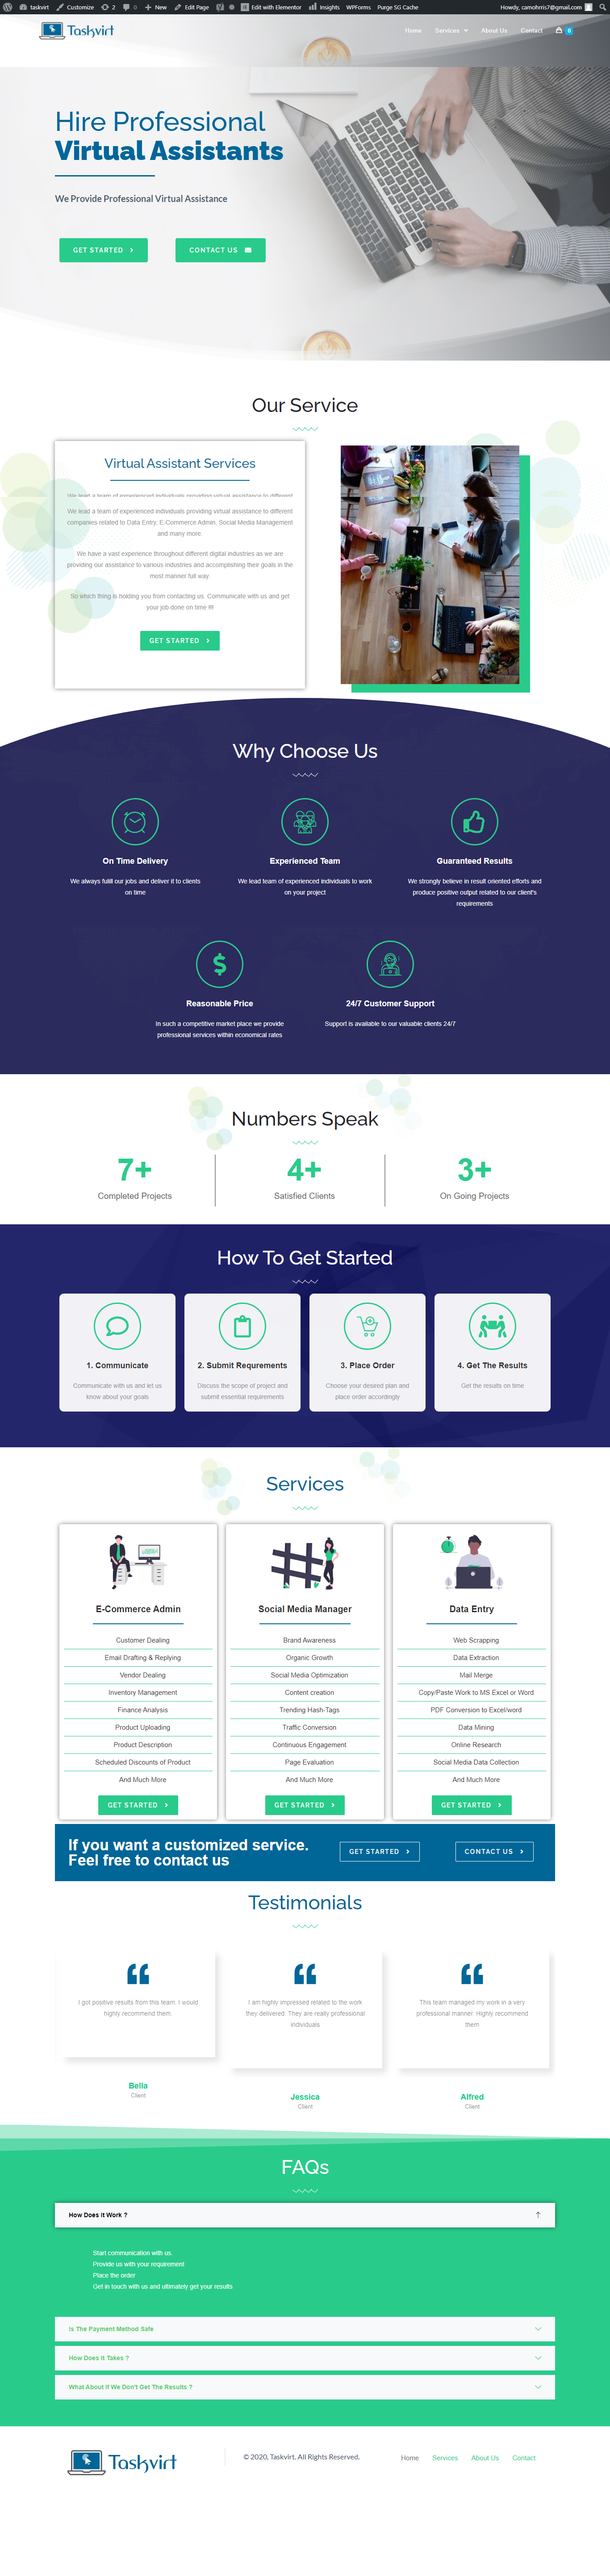 taskvirt Customize 2 0 New Edit Page Edit with Elementor Insights WPForms Purge SG Cache Howdy, camohrris7@gmail.com
Taskvirt
Home Services About Us Contact 0
Hire Professional
Virtual Assistants
We Provide Professional Virtual Assistance
GET STARTED CONTACT US
Our Service
Virtual Assistant Services
We lead a team of experienced individuals providing virtual assistance to different
We lead a team of experienced individuals providing virtual assistance to different
companies related to Data Entry, E-Commerce Admin, Social Media Management
and many more.
We have a vast experience throughout different digital industries as we are
providing our assistance to various industries and accomplishing their goals in the
most manner full way.
So which thing is holding you from contacting us. Communicate with us and get
your job done on time !!!!
GET STARTED
Why Choose Us
On Time Delivery
We always fulill our jobs and deliver it to clients
on time
Experienced Team
We lead team of experienced individuals to work
on your project
Guaranteed Results
We strongly believe in result oriented efforts and
produce positive output related to our client's
requirements
Reasonable Price
In such a competitive market place we provide
professional services within economical rates
24/7 Customer Support
Support is available to our valuable clients 24/7
Numbers Speak
7+
Completed Projects
4+
Satisfied Clients
3+
On Going Projects
How To Get Started
1. Communicate
Communicate with us and let us
know about your goals
2. Submit Requrements
Discuss the scope of project and
submit essential requirements
3. Place Order
Choose your desired plan and
place order accordingly
4. Get The Results
Get the results on time
Services
E-Commerce Admin
Customer Dealing
Email Drafting & Replying
Vendor Dealing
Inventory Management
Finance Analysis
Product Uploading
Product Description
Scheduled Discounts of Product
And Much More
GET STARTED
Social Media Manager
Brand Awareness
Organic Growth
Social Media Optimization
Content creation
Trending Hash-Tags
Traffic Conversion
Continuous Engagement
Page Evaluation
And Much More
GET STARTED
Data Entry
Web Scrapping
Data Extraction
Mail Merge
Copy/Paste Work to MS Excel or Word
PDF Conversion to Excel/word
Data Mining
Online Research
Social Media Data Collection
And Much More
GET STARTED
If you want a customized service.
Feel free to contact us
GET STARTED CONTACT US
Testimonials
I got positive results from this team. I would
highly recommend them.
Bella
Client
I am highly impressed related to the work
they delivered. They are really professional
individuals
Jessica
Client
This team managed my work in a very
professional manner. Highly recommend
them
Alfred
Client
FAQs
How Does It Work ?
Start communication with us.
Provide us with your requirement
Place the order
Get in touch with us and ultimately get your results
Is The Payment Method Safe
How Does It Takes ?
What About If We Don't Get The Results ?
Taskvirt
© 2020, Taskvirt. All Rights Reserved.
Home Services About Us Contact